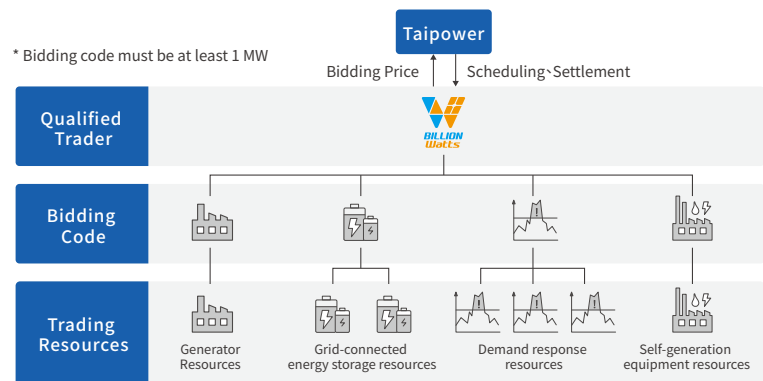 Taipower
* Bidding code must be at least 1 MW
Bidding Price
Scheduling、Settlement
Qualified
Trader
BILLION
Watts
Bidding
Code
!
Trading
Resources
!
!
!
Generator
Resources
Grid-connected
energy storage resources
Demand response
resources
Self-generation
equipment resources